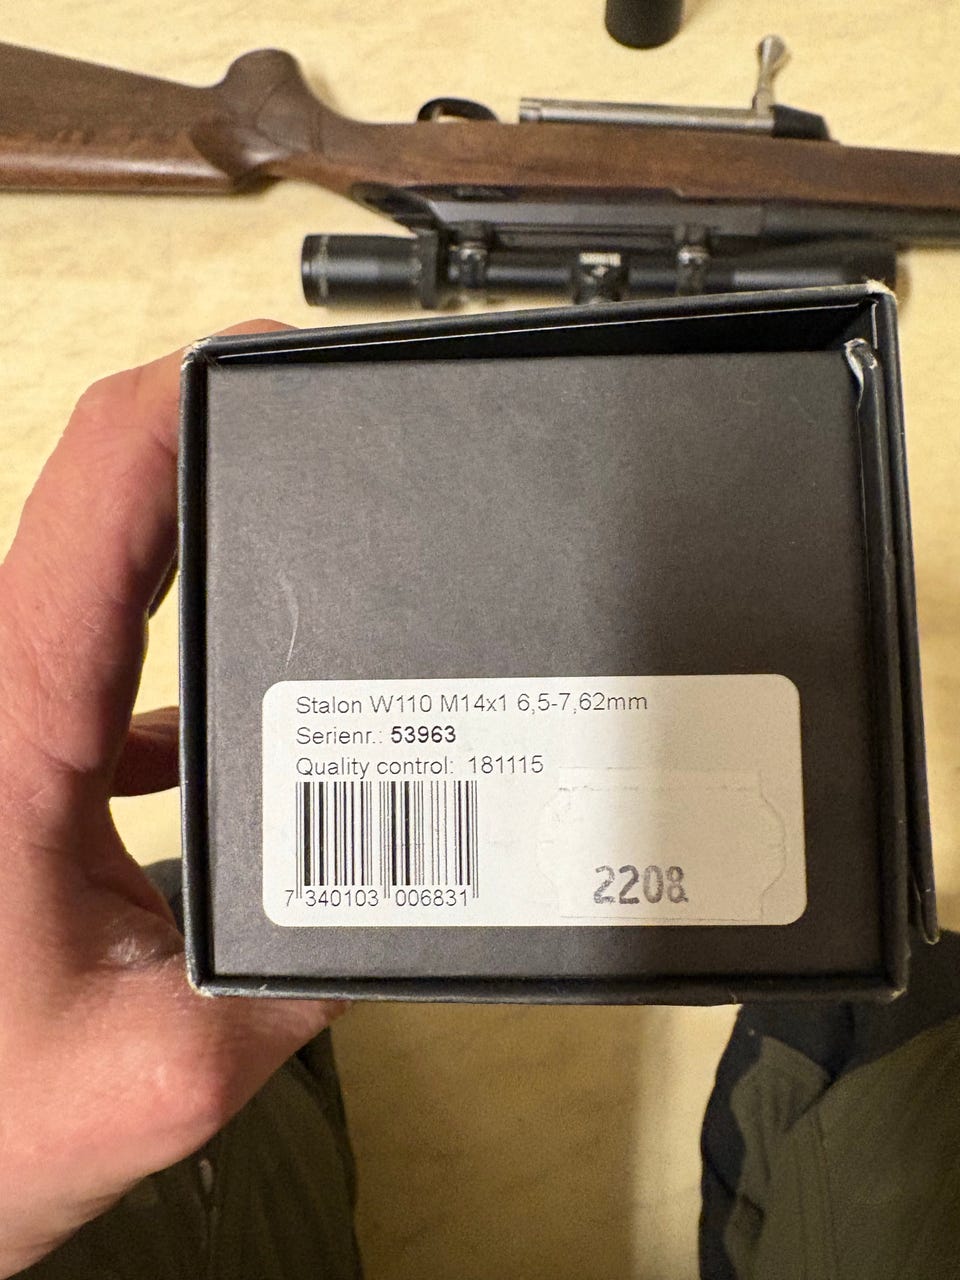 Stalon W110 M14x1 6,5-7,62mm
Serienr.: 53963
Quality control: 181115
7 340103 006831
2208